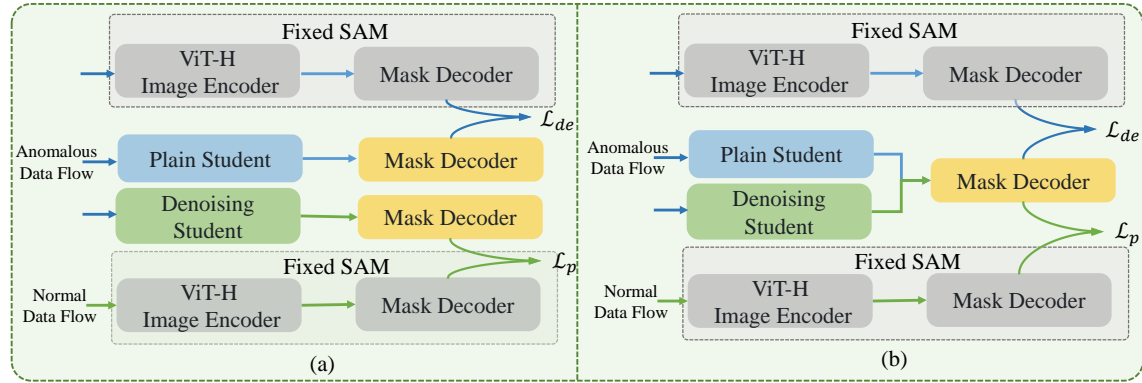 Fixed SAM
ViT-H
Image Encoder
Mask Decoder
ℒde
Anomalous
Data Flow
Plain Student
Mask Decoder
Denoising
Student
Mask Decoder
ℒp
Fixed SAM
Normal
Data Flow
ViT-H
Image Encoder
Mask Decoder
(a)
Fixed SAM
ViT-H
Image Encoder
Mask Decoder
ℒde
Anomalous
Data Flow
Plain Student
Mask Decoder
Denoising
Student
ℒp
Fixed SAM
Normal
Data Flow
ViT-H
Image Encoder
Mask Decoder
(b)